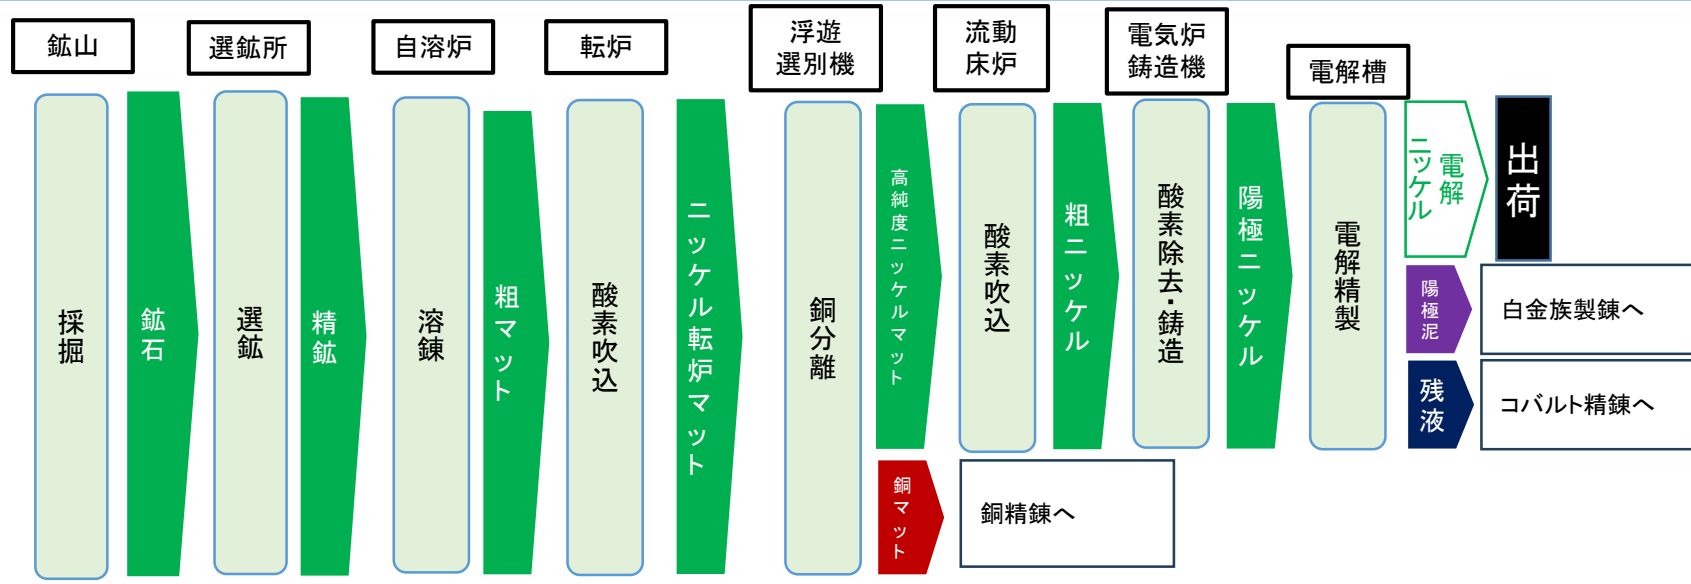 鉱山
選鉱所
自溶炉
転炉
浮遊
選別機
流動
床炉
電気炉
鋳造機
電解槽
採掘
鉱石
選鉱
精鉱
溶錬
粗マット
酸素吹込
ニッケル転炉マット
銅分離
高純度ニッケルマット
銅マット
銅精錬へ
酸素吹込
粗ニッケル
酸素除去・鋳造
陽極ニッケル
電解精製
電解
ニッケル
出荷
陽極泥
白金族製錬へ
残液
コバルト精錬へ